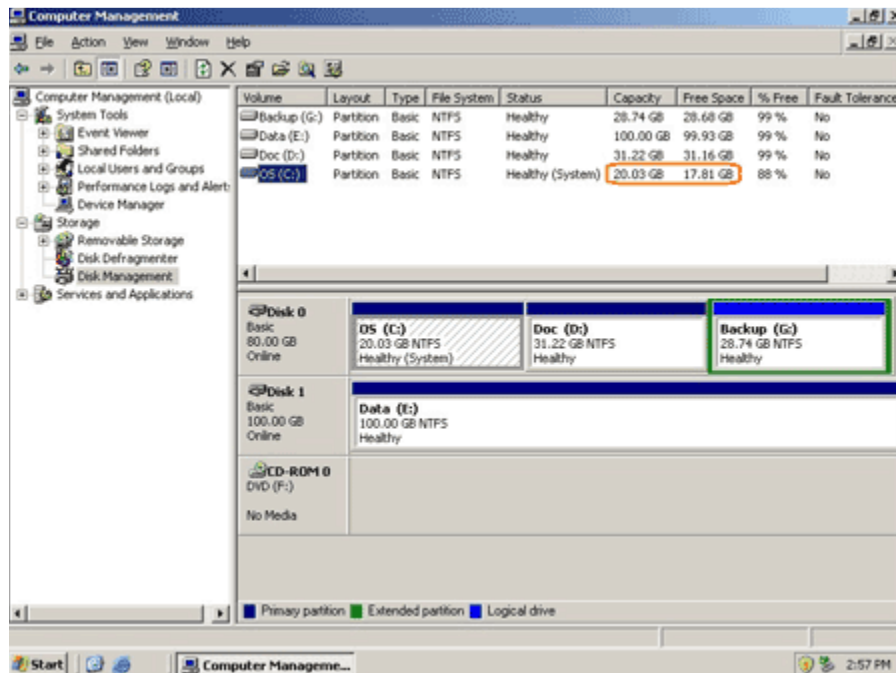 Computer Management
File Action View Window Help
Computer Management (Local)
System Tools
Event Viewer
Shared Folders
Local Users and Groups
Performance Logs and Alert
Device Manager
Storage
Removable Storage
Disk Defragmenter
Disk Management
Services and Applications
Volume Layout Type File System Status Capacity Free Space % Free Fault Tolerance
Backup (G:) Partition Basic NTFS Healthy 28.74 GB 28.68 GB 99 % No
Data (E:) Partition Basic NTFS Healthy 100.00 GB 99.93 GB 99 % No
Doc (D:) Partition Basic NTFS Healthy 31.22 GB 31.16 GB 99 % No
OS (C:) Partition Basic NTFS Healthy (System) 20.03 GB 17.81 GB 88 % No
Disk 0
Basic
80.00 GB
Online
OS (C:)
20.03 GB NTFS
Healthy (System)
Doc (D:)
31.22 GB NTFS
Healthy
Backup (G:)
28.74 GB NTFS
Healthy
Disk 1
Basic
100.00 GB
Online
Data (E:)
100.00 GB NTFS
Healthy
CD-ROM 0
DVD (F:)
No Media
Primary partition Extended partition Logical drive
Start Computer Manageme... 2:57 PM